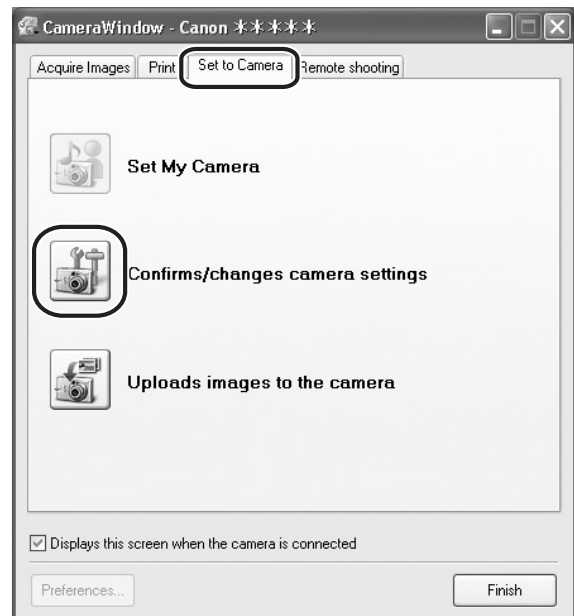 CameraWindow - Canon *****
Acquire Images Print Set to Camera Remote shooting
Set My Camera
Confirms/changes camera settings
Uploads images to the camera
Displays this screen when the camera is connected
Preferences... Finish